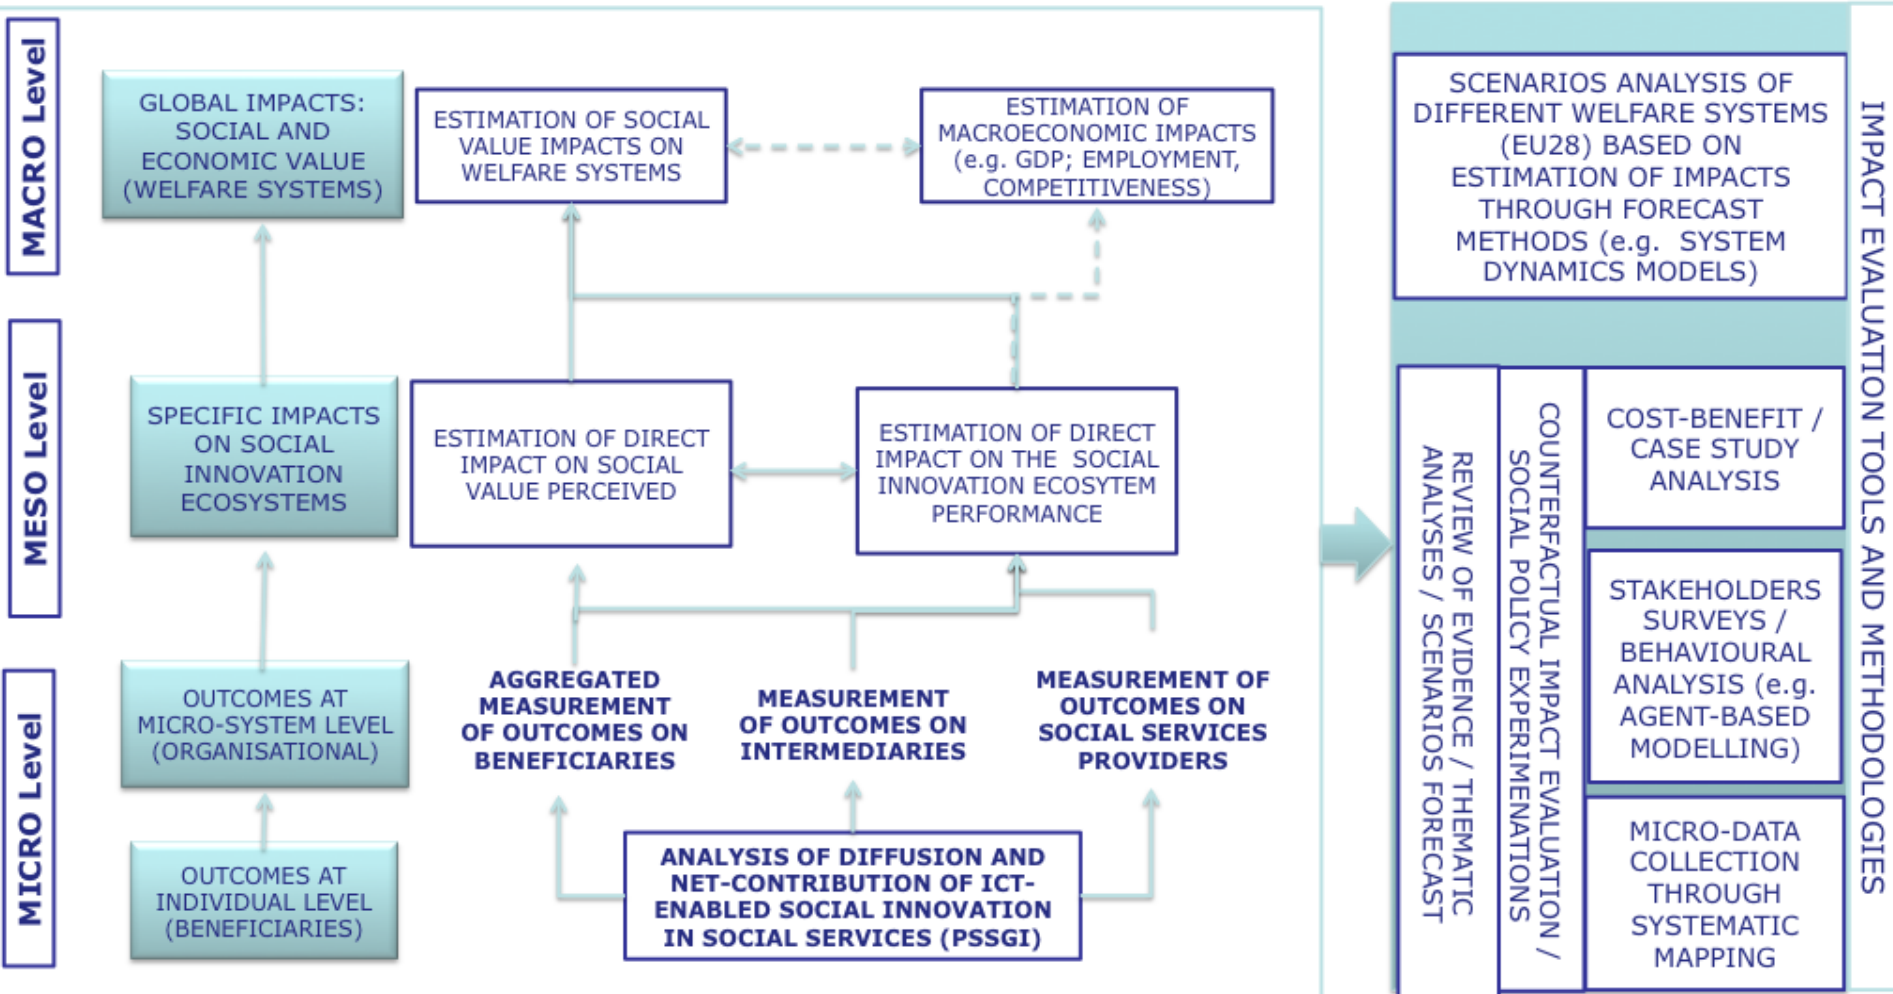 MACRO Level
GLOBAL IMPACTS:
SOCIAL AND
ECONOMIC VALUE
(WELFARE SYSTEMS)
ESTIMATION OF SOCIAL
VALUE IMPACTS ON
WELFARE SYSTEMS
ESTIMATION OF
MACROECONOMIC IMPACTS
(e.g. GDP; EMPLOYMENT,
COMPETITIVENESS)
MESO Level
SPECIFIC IMPACTS
ON SOCIAL
INNOVATION
ECOSYSTEMS
ESTIMATION OF DIRECT
IMPACT ON SOCIAL
VALUE PERCEIVED
ESTIMATION OF DIRECT
IMPACT ON THE SOCIAL
INNOVATION ECOSYTEM
PERFORMANCE
MICRO Level
OUTCOMES AT
MICRO-SYSTEM LEVEL
(ORGANISATIONAL)
AGGREGATED
MEASUREMENT
OF OUTCOMES ON
BENEFICIARIES
MEASUREMENT
OF OUTCOMES ON
INTERMEDIARIES
MEASUREMENT OF
OUTCOMES ON
SOCIAL SERVICES
PROVIDERS
OUTCOMES AT
INDIVIDUAL LEVEL
(BENEFICIARIES)
ANALYSIS OF DIFFUSION AND
NET-CONTRIBUTION OF ICT-
ENABLED SOCIAL INNOVATION
IN SOCIAL SERVICES (PSSGI)
SCENARIOS ANALYSIS OF
DIFFERENT WELFARE SYSTEMS
(EU28) BASED ON
ESTIMATION OF IMPACTS
THROUGH FORECAST
METHODS (e.g. SYSTEM
DYNAMICS MODELS)
REVIEW OF EVIDENCE / THEMATIC
ANALYSES / SCENARIOS FORECAST
COUNTERFACTUAL IMPACT EVALUATION /
SOCIAL POLICY EXPERIMENATIONS
COST-BENEFIT /
CASE STUDY
ANALYSIS
STAKEHOLDERS
SURVEYS /
BEHAVIOURAL
ANALYSIS (e.g.
AGENT-BASED
MODELLING)
MICRO-DATA
COLLECTION
THROUGH
SYSTEMATIC
MAPPING
IMPACT EVALUATION TOOLS AND METHODOLOGIES